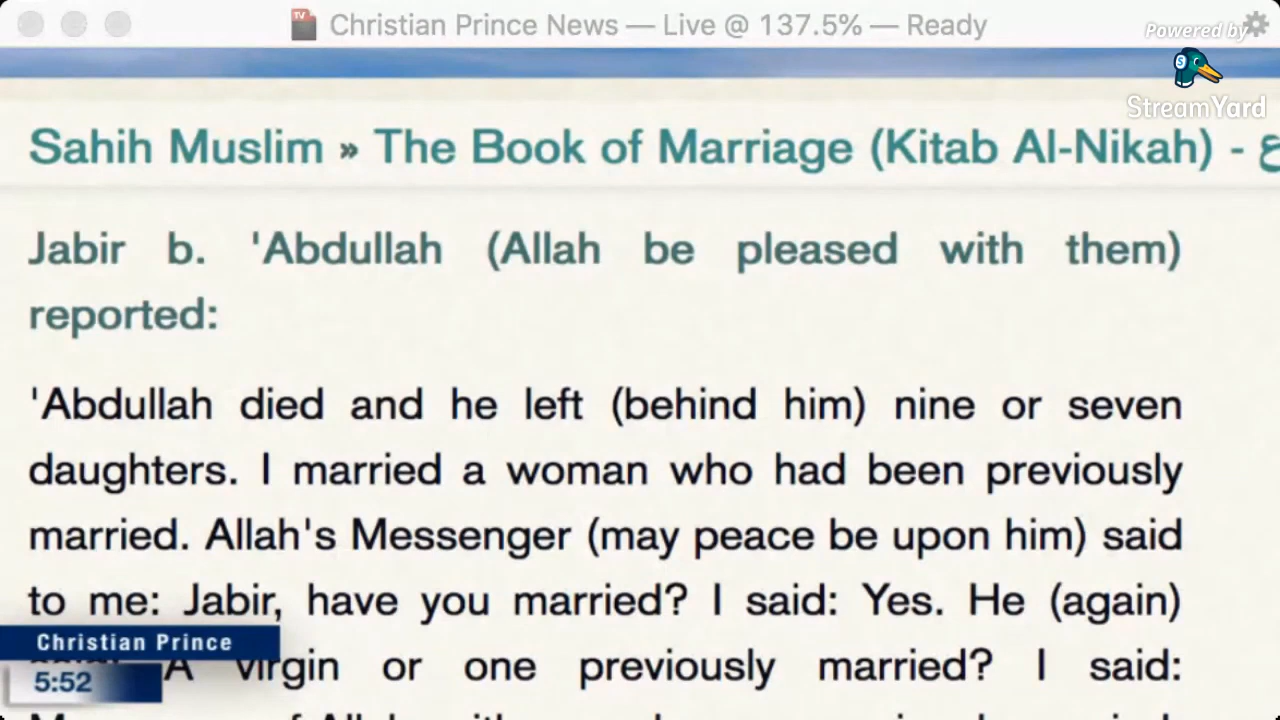 Christian Prince News — Live @ 137.5% — Ready
Powered by
StreamYard
Sahih Muslim » The Book of Marriage (Kitab Al-Nikah) -
Jabir b. 'Abdullah (Allah be pleased with them)
reported:
'Abdullah died and he left (behind him) nine or seven
daughters. I married a woman who had been previously
married. Allah's Messenger (may peace be upon him) said
to me: Jabir, have you married? I said: Yes. He (again)
A virgin or one previously married? I said:
Christian Prince
5:52